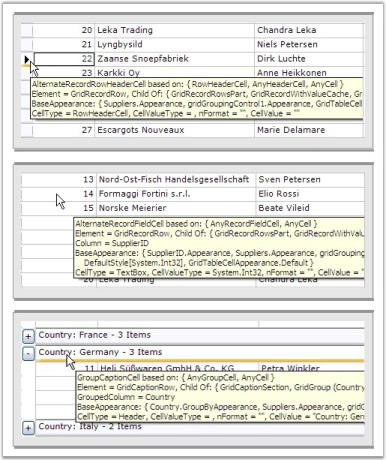 20 Leka Trading Chandra Leka
21 Lyngbysild Niels Petersen
22 Zaanse Snoepfabriek Dirk Luchte
23 Karkki Oy Anne Heikkonen
AlternateRecordRowHeaderCell based on: { RowHeaderCell, AnyHeaderCell, AnyCell }
Element = GridRecordRow, Child Of: { GridRecordRowsPart, GridRecordWithValueCache, Gr
BaseAppearance: { Suppliers.Appearance, gridGroupingControl1.Appearance, GridTableCell
CellType = RowHeaderCell, CellValueType = , nFormat = "", CellValue = ""
27 Escargots Nouveaux Marie Delamare
13 Nord-Ost-Fisch Handelsgesellschaft Sven Petersen
14 Formaggi Fortini s.r.l. Elio Rossi
15 Norske Meierier Beate Vileid
AlternateRecordFieldCell based on: { AnyRecordFieldCell, AnyCell }
Element = GridRecordRow, Child Of: { GridRecordRowsPart, GridRecordWithValu
Column = SupplierID
BaseAppearance: { SupplierID.Appearance, Suppliers.Appearance, gridGrouping
DefaultStyle[System.Int32], GridTableCellAppearance.Default }
CellType = TextBox, CellValueType = System.Int32, nFormat = "", CellValue = "
20 Leka Trading Chandra Leka
+ Country: France - 3 Items
- Country: Germany - 3 Items
11 Heli Süßwaren GmbH & Co. KG Petra Winkler
GroupCaptionCell based on: { AnyGroupCell, AnyCell }
Element = GridCaptionRow, Child Of: { GridCaptionSection, GridGroup (Country
GroupedColumn = Country
BaseAppearance: { Country.GroupByAppearance, Suppliers.Appearance, gridG
CellType = Header, CellValueType = , nFormat = "", CellValue = "Country: Ger
+ Country: Italy - 2 Items